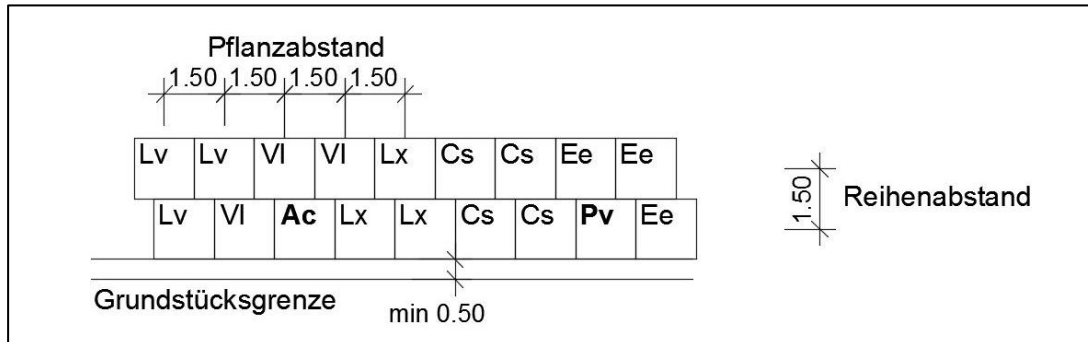 Pflanzabstand
1.50 1.50 1.50 1.50
Lv Lv Vl Vl Lx Cs Cs Ee Ee
Lv Vl Ac Lx Lx Cs Cs Pv Ee
1.50
Reihenabstand
Grundstücksgrenze
min 0.50